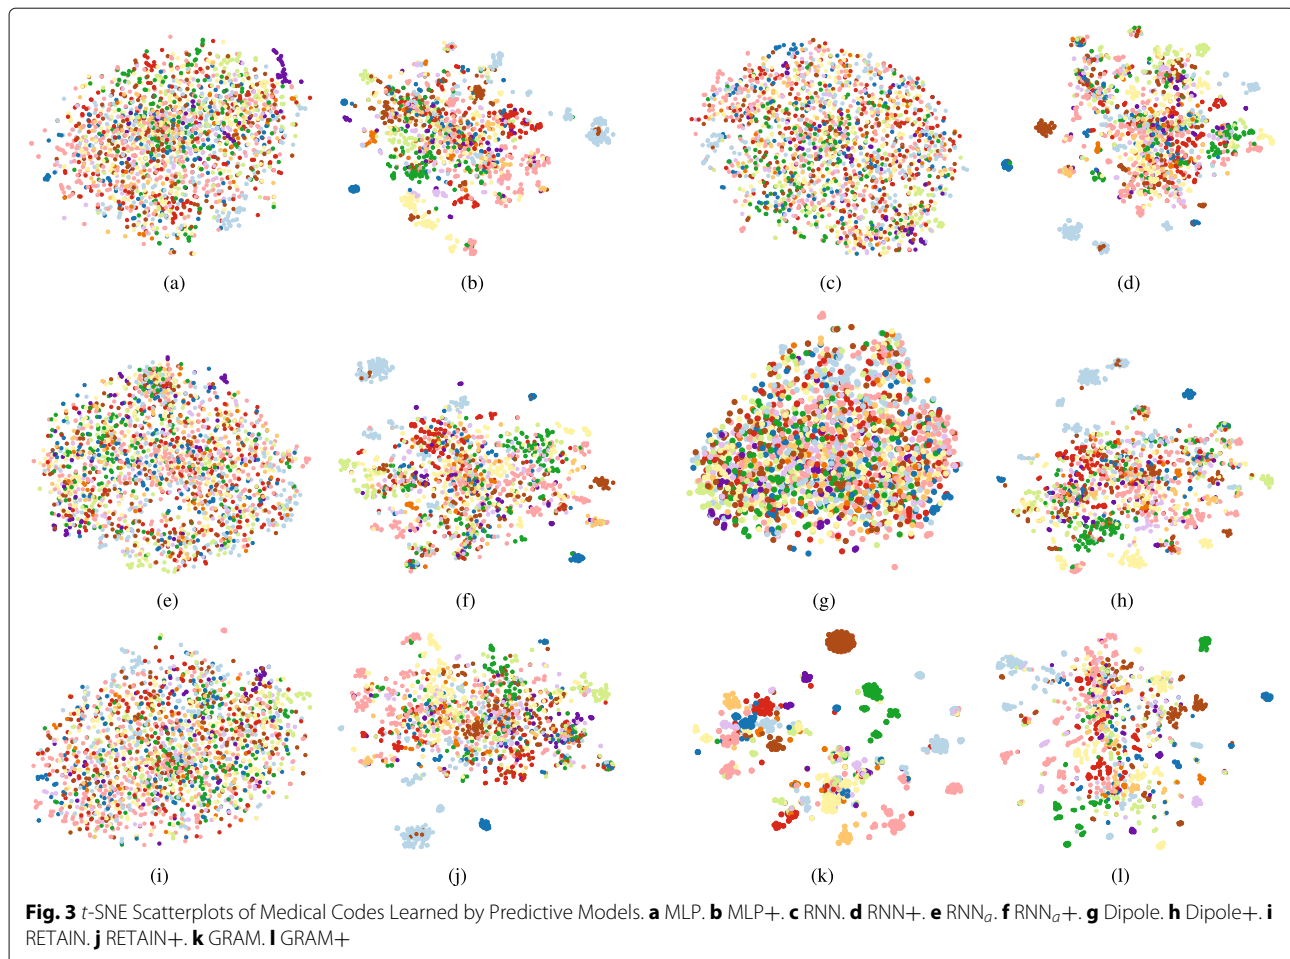 (a) (b) (c) (d)
(e) (f) (g) (h)
(i) (j) (k) (l)
Fig. 3 t-SNE Scatterplots of Medical Codes Learned by Predictive Models. a MLP. b MLP+. c RNN. d RNN+. e RNNa. f RNNa+. g Dipole. h Dipole+. i
RETAIN. j RETAIN+. k GRAM. l GRAM+